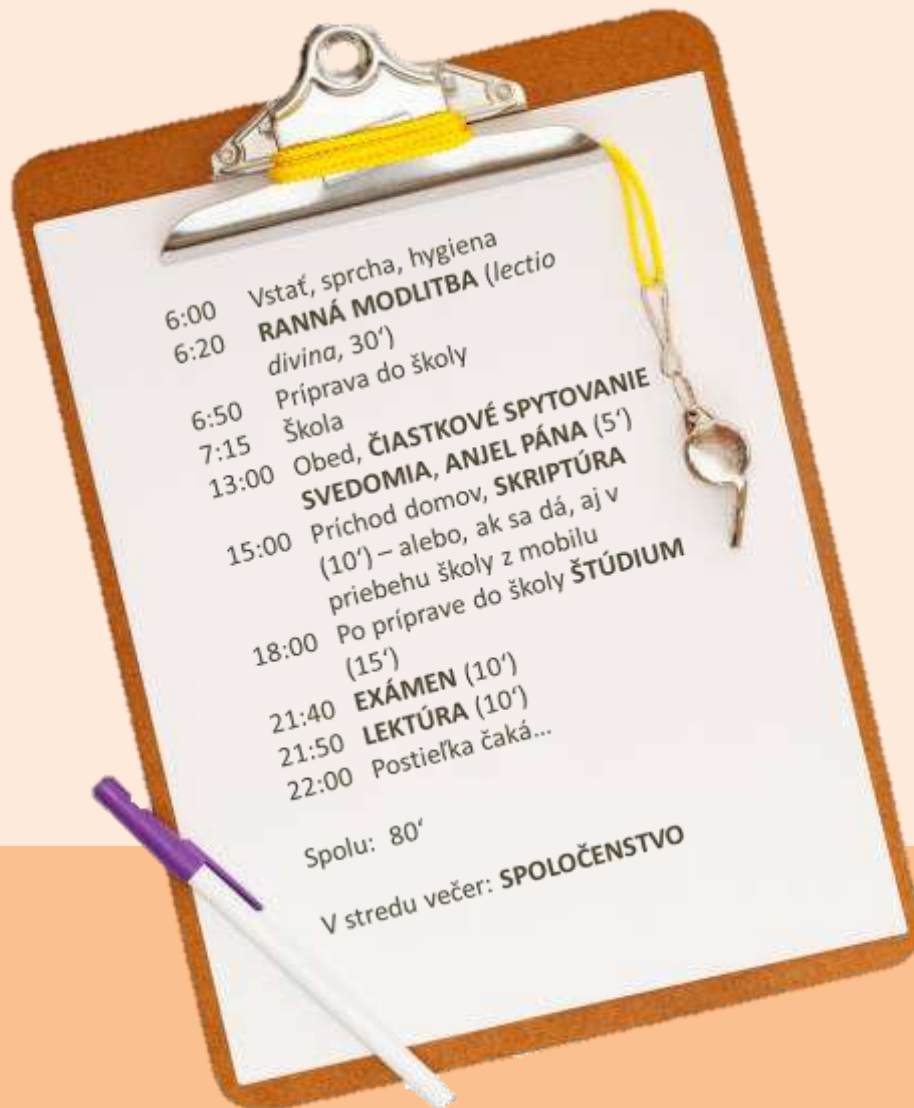 6:00 Vstať, sprcha, hygiena
6:20 RANNÁ MODLITBA (lectio
divina, 30‘)
6:50 Príprava do školy
7:15 Škola
13:00 Obed, ČIASTKOVÉ SPYTOVANIE
SVEDOMIA, ANJEL PÁNA (5‘)
15:00 Príchod domov, SKRIPTÚRA
(10‘) – alebo, ak sa dá, aj v
priebehu školy z mobilu
18:00 Po príprave do školy ŠTÚDIUM
(15‘)
21:40 EXÁMEN (10‘)
21:50 LEKTÚRA (10‘)
22:00 Postieľka čaká...
Spolu: 80‘
V stredu večer: SPOLOČENSTVO